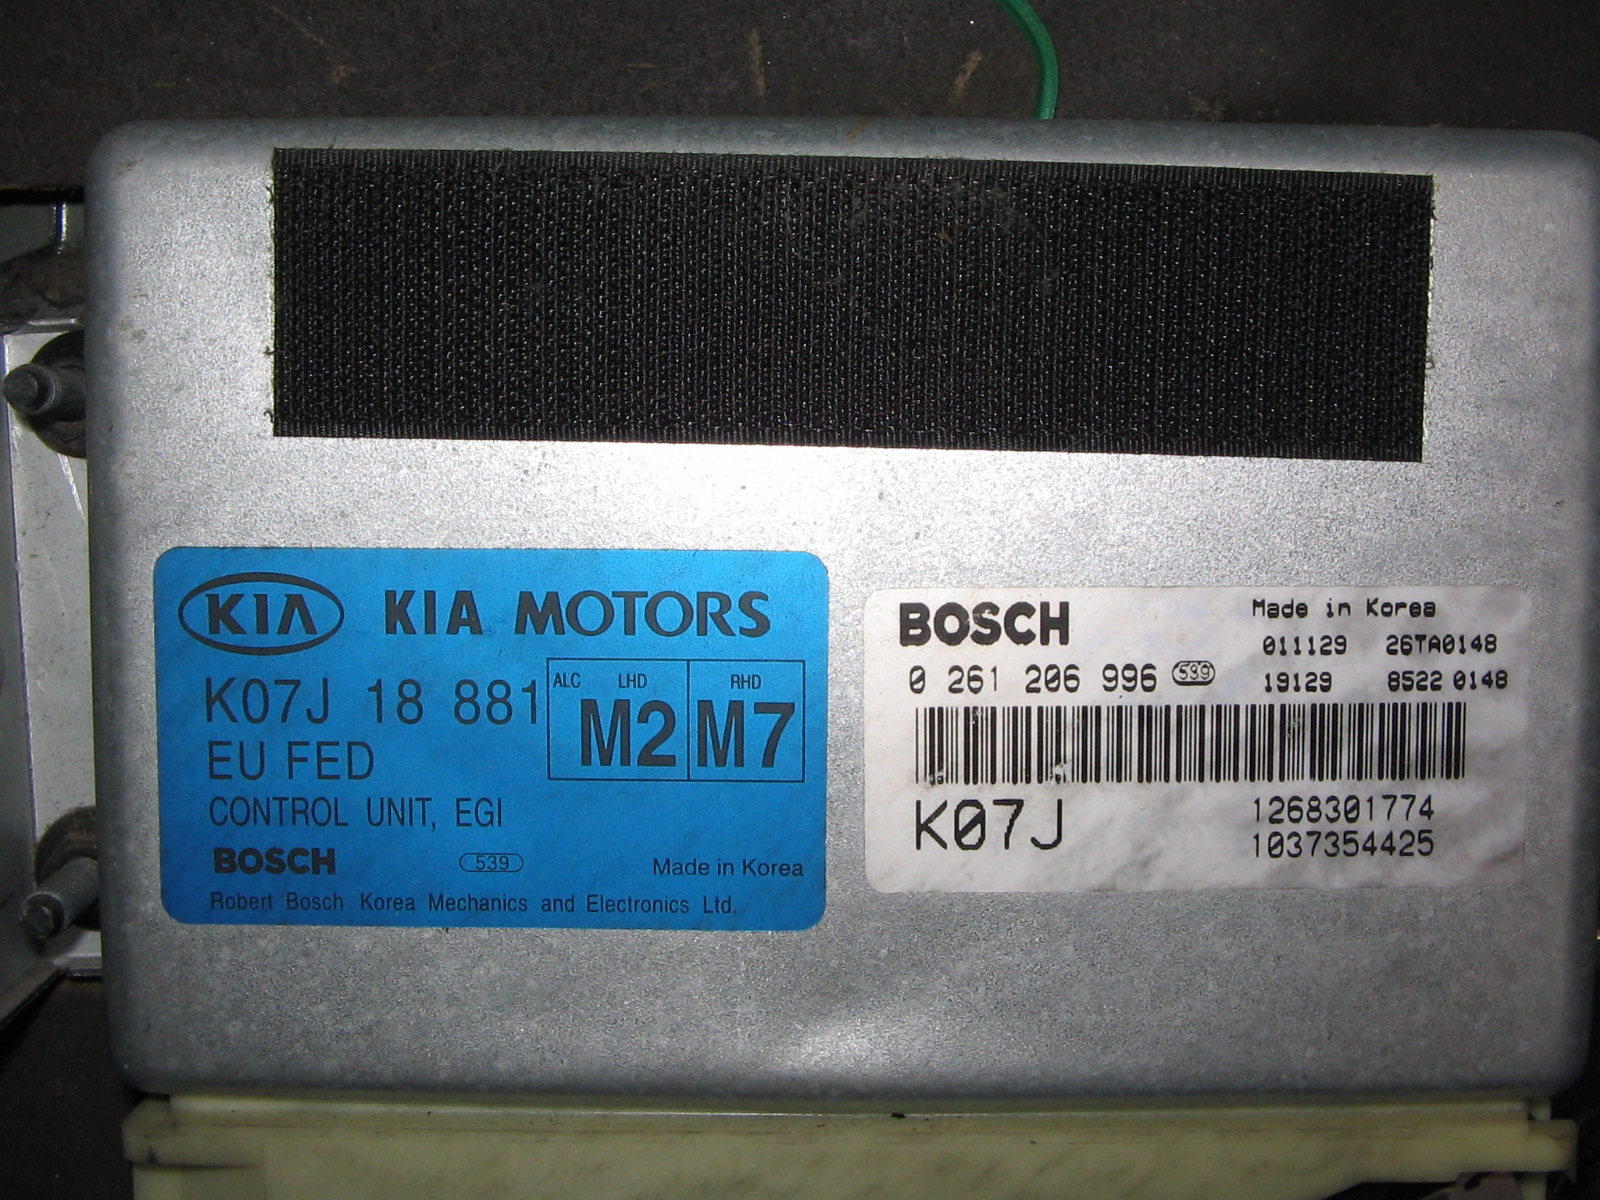 KIA KIA MOTORS
K07J 18 881
ALC LHD RHD
M2 M7
EU FED
CONTROL UNIT, EGI
BOSCH 539 Made in Korea
Robert Bosch Korea Mechanics and Electronics Ltd.
BOSCH Made in Korea
011129 26TA0148
0 261 206 996 539 19129 8522 0148
K07J 1268301774
1037354425